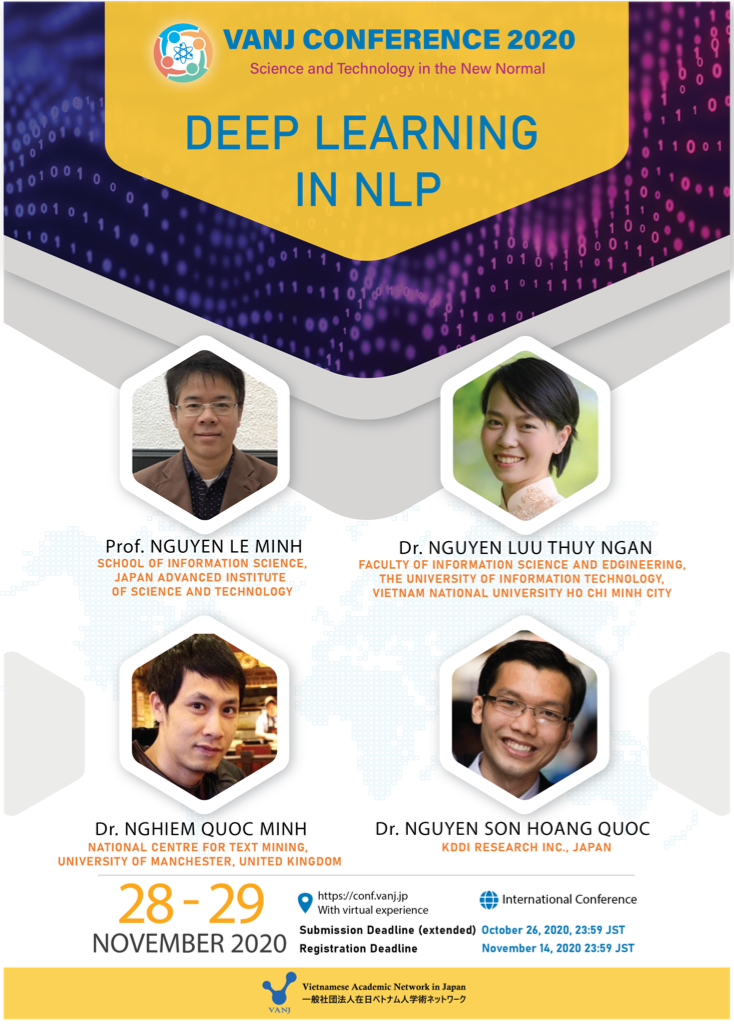 VANJ CONFERENCE 2020
Science and Technology in the New Normal
DEEP LEARNING
IN NLP
Prof. NGUYEN LE MINH
SCHOOL OF INFORMATION SCIENCE,
JAPAN ADVANCED INSTITUTE
OF SCIENCE AND TECHNOLOGY
Dr. NGUYEN LUU THUY NGAN
FACULTY OF INFORMATION SCIENCE AND EDGINEERING,
THE UNIVERSITY OF INFORMATION TECHNOLOGY,
VIETNAM NATIONAL UNIVERSITY HO CHI MINH CITY
Dr. NGHIEM QUOC MINH
NATIONAL CENTRE FOR TEXT MINING,
UNIVERSITY OF MANCHESTER, UNITED KINGDOM
Dr. NGUYEN SON HOANG QUOC
KDDI RESEARCH INC., JAPAN
28 - 29
NOVEMBER 2020
https://conf.vanj.jp
With virtual experience
International Conference
Submission Deadline (extended) October 26, 2020, 23:59 JST
Registration Deadline November 14, 2020 23:59 JST
VANJ
Vietnamese Academic Network in Japan
一般社団法人在日ベトナム人学術ネットワーク